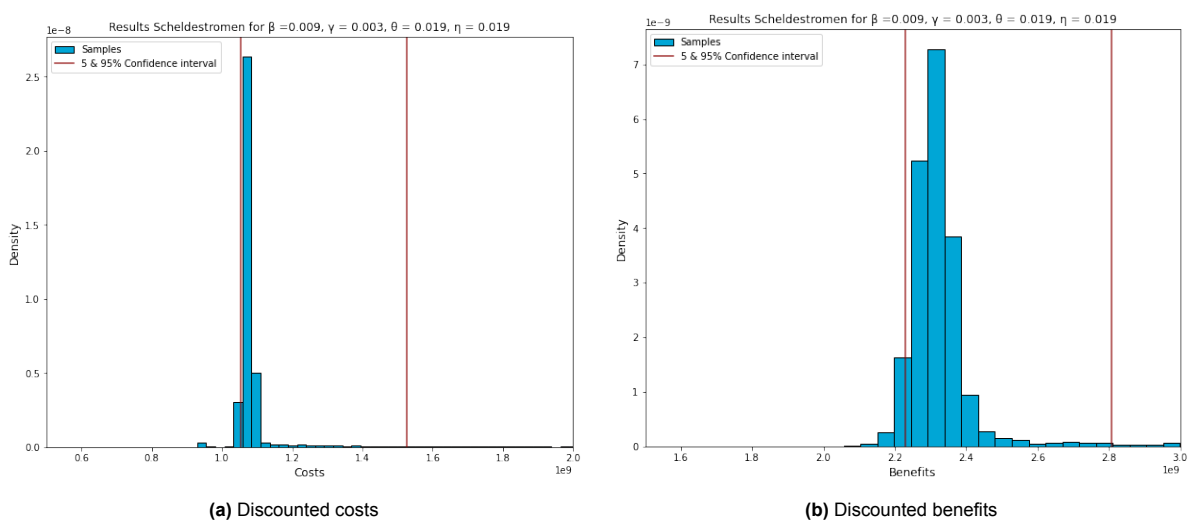 Results Scheldestromen for β =0.009, γ = 0.003, θ = 0.019, η = 0.019
1e−8
Samples
5 & 95% Confidence interval
2.5
2.0
1.5
1.0
0.5
0.0
Density
0.6
0.8
1.0
1.2
1.4
1.6
1.8
2.0
1e9
Costs
(a) Discounted costs
Results Scheldestromen for β =0.009, γ = 0.003, θ = 0.019, η = 0.019
1e−9
Samples
5 & 95% Confidence interval
7
6
5
4
3
2
1
0
Density
1.6
1.8
2.0
2.2
2.4
2.6
2.8
3.0
1e9
Benefits
(b) Discounted benefits